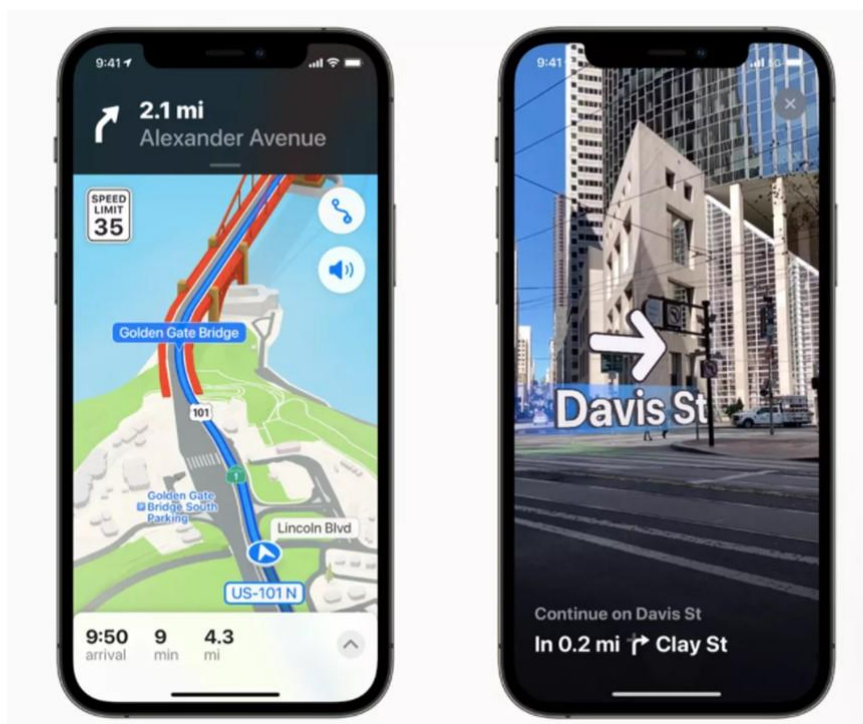 9:41
2.1 mi
Alexander Avenue
SPEED
LIMIT
35
Golden Gate Bridge
101
1
Golden Gate
P Bridge South
Parking
Lincoln Blvd
US-101 N
9:50 9 4.3
arrival min mi
9:41 5G
Davis St
Continue on Davis St
In 0.2 mi Clay St